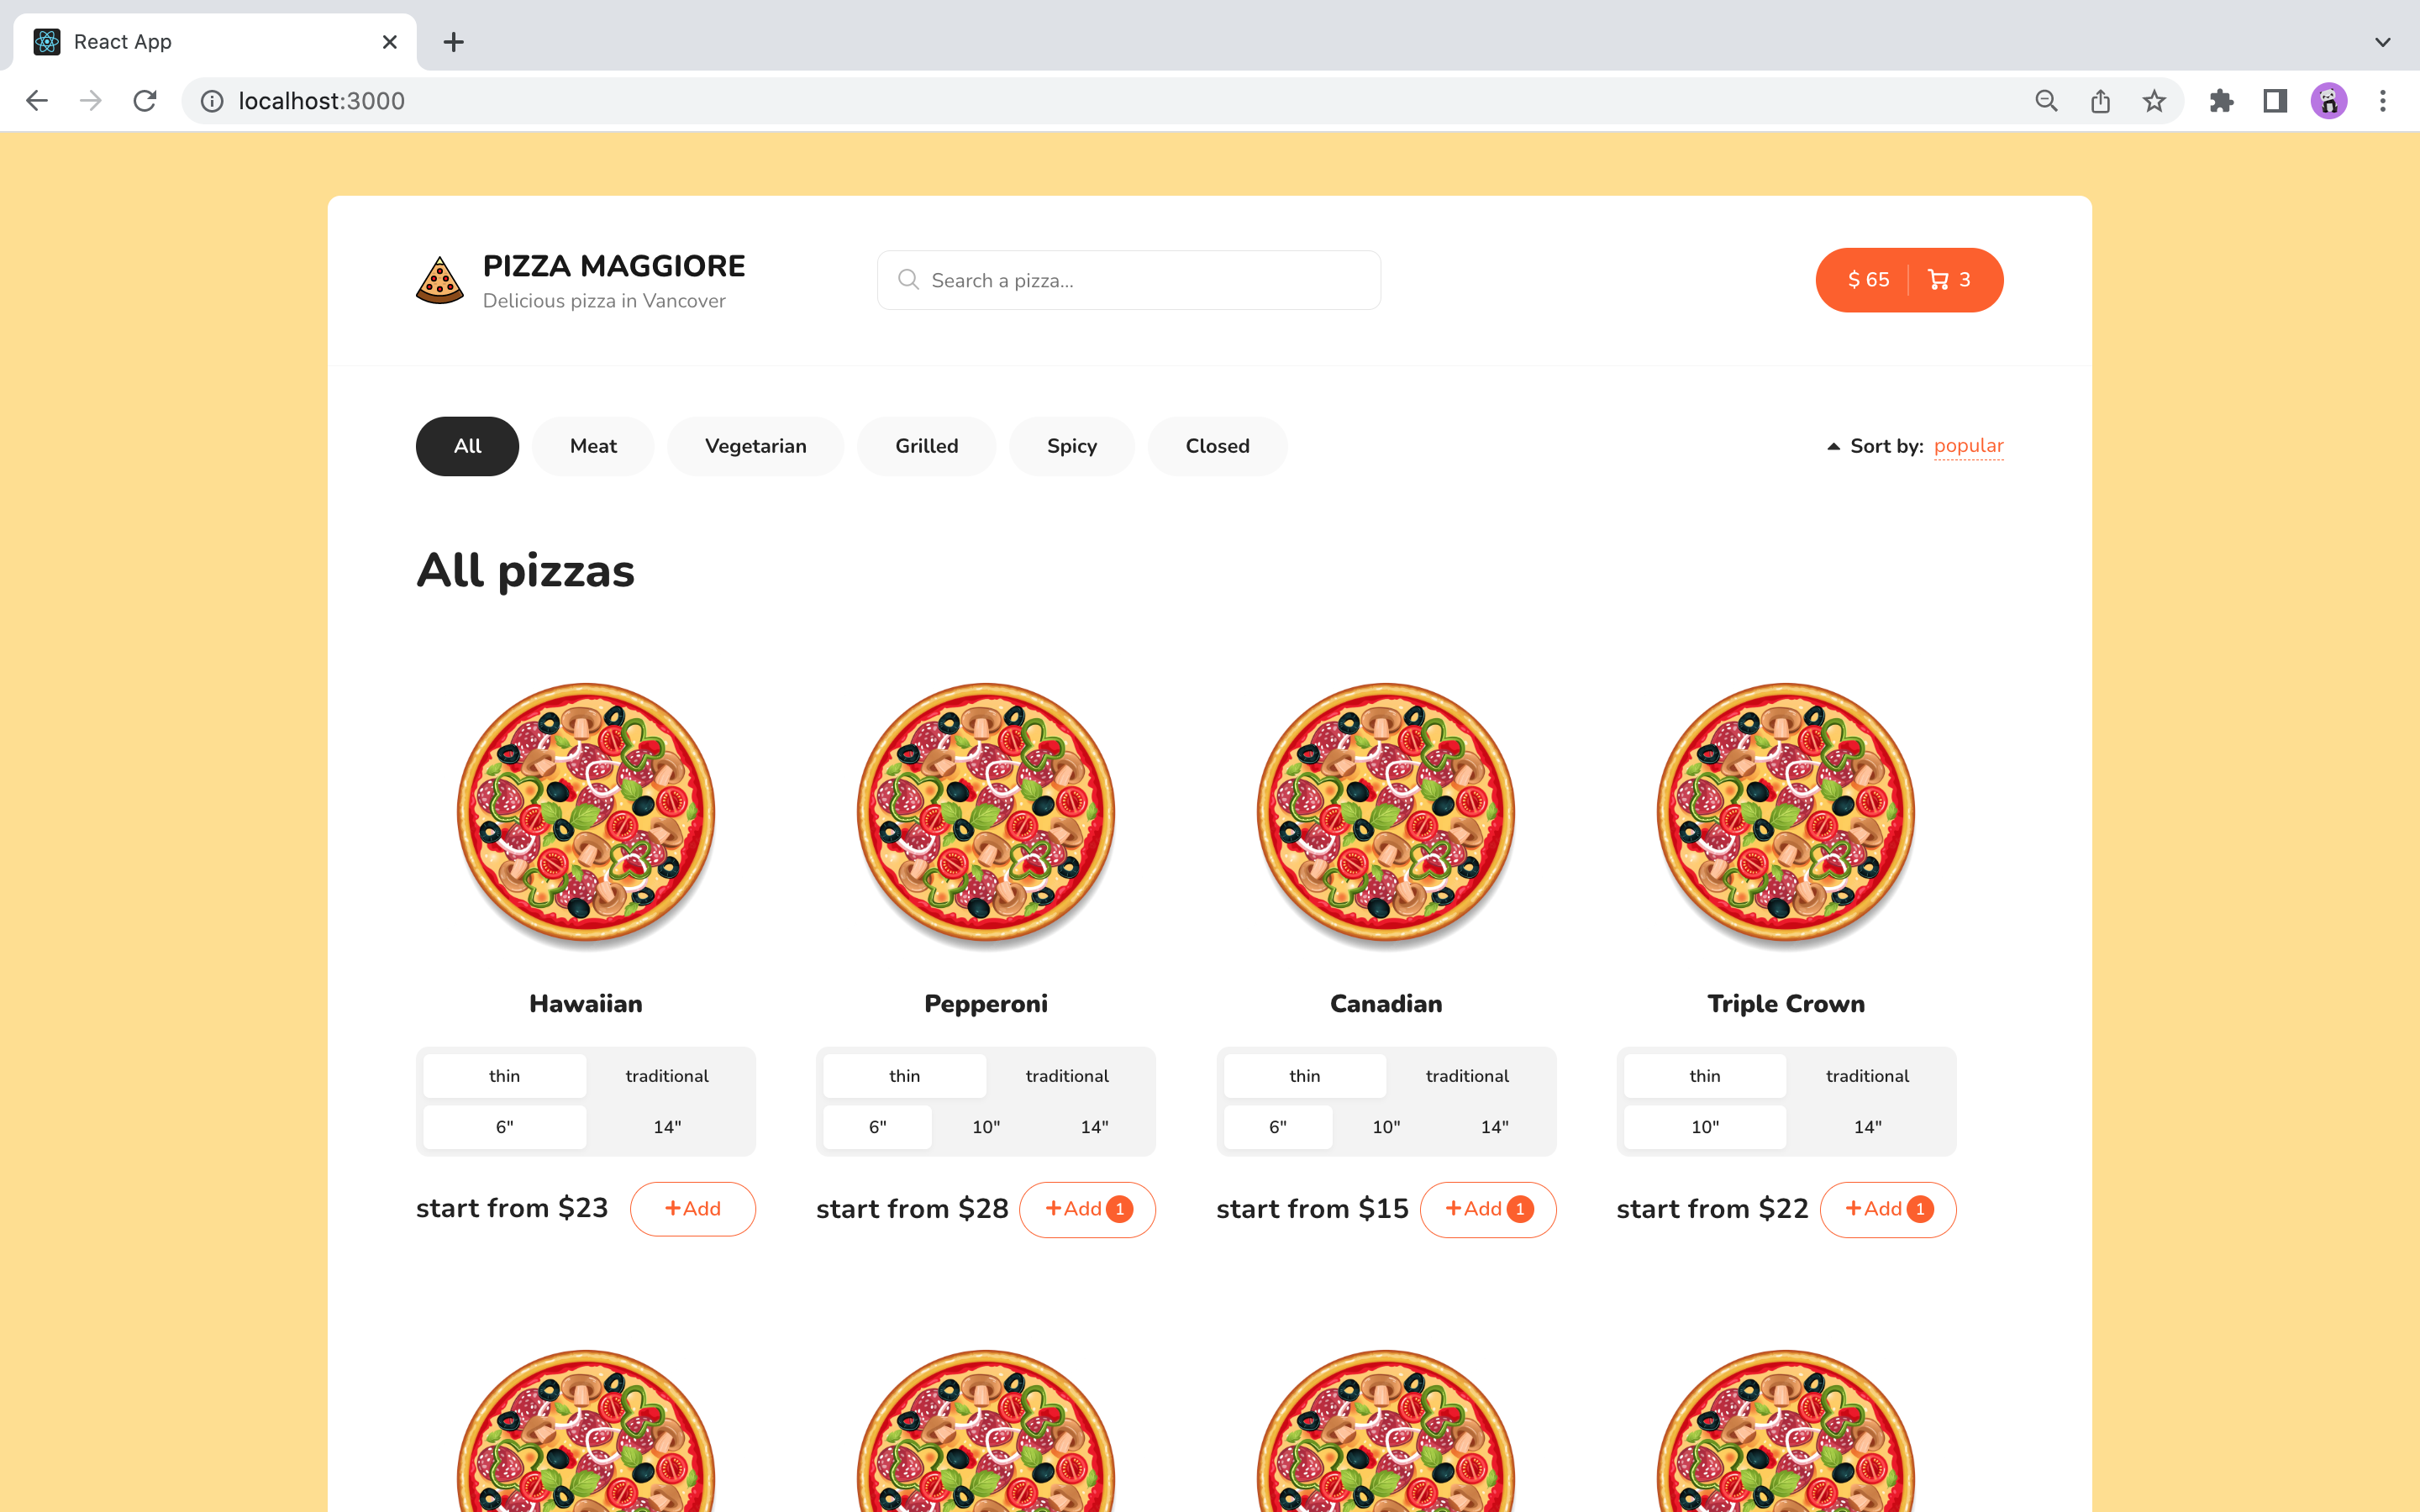 React App
localhost:3000
PIZZA MAGGIORE
Delicious pizza in Vancover
Search a pizza...
$ 65 3
All Meat Vegetarian Grilled Spicy Closed
Sort by: popular
All pizzas
Hawaiian Pepperoni Canadian Triple Crown
thin traditional thin traditional thin traditional thin traditional
6" 14" 6" 10" 14" 6" 10" 14" 10" 14"
start from $23 +Add start from $28 +Add 1 start from $15 +Add 1 start from $22 +Add 1